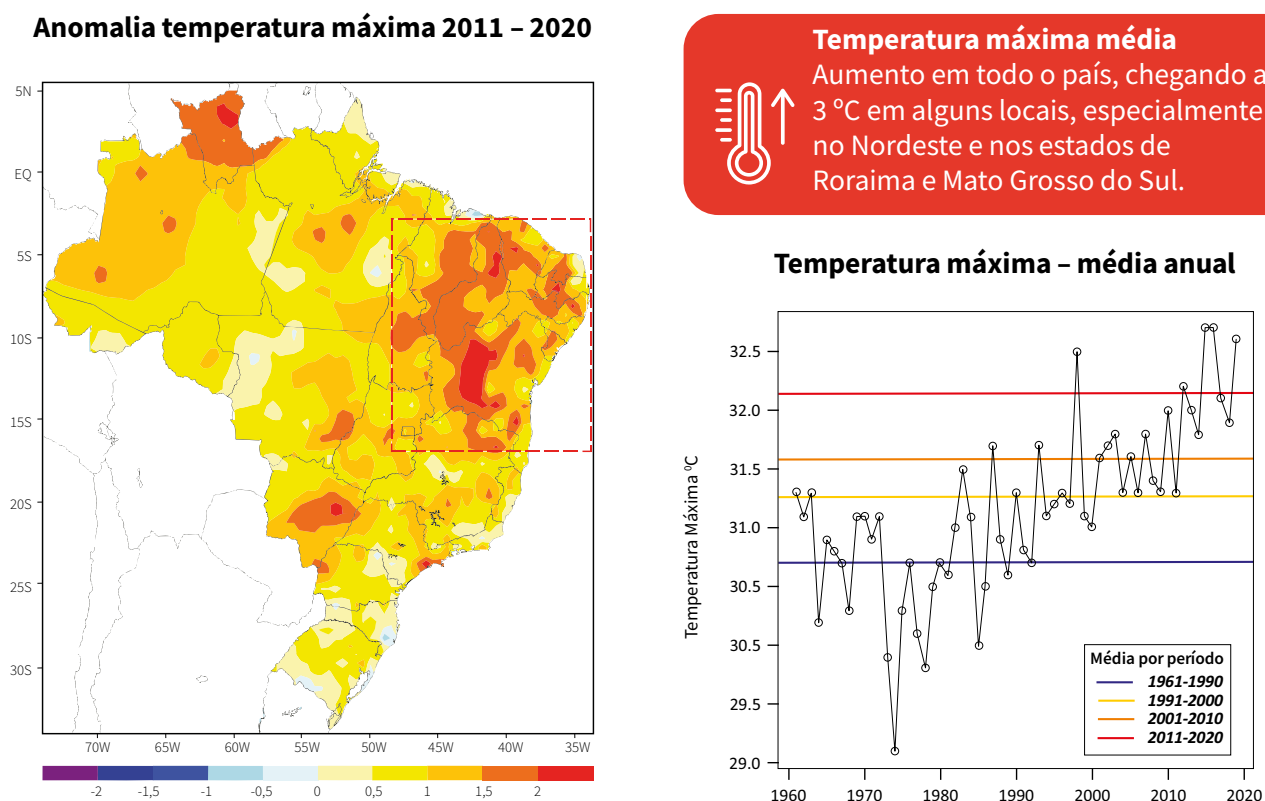 Anomalia temperatura máxima 2011 – 2020
5N
EQ
5S
10S
15S
20S
25S
30S
70W 65W 60W 55W 50W 45W 40W 35W
-2 -1,5 -1 -0,5 0 0,5 1 1,5 2
Temperatura máxima média
Aumento em todo o país, chegando a
3 ºC em alguns locais, especialmente
no Nordeste e nos estados de
Roraima e Mato Grosso do Sul.
Temperatura máxima – média anual
Temperatura Máxima ºC
32.5
32.0
31.5
31.0
30.5
30.5
29.5
29.0
1960 1970 1980 1990 2000 2010 2020
Média por período
1961-1990
1991-2000
2001-2010
2011-2020